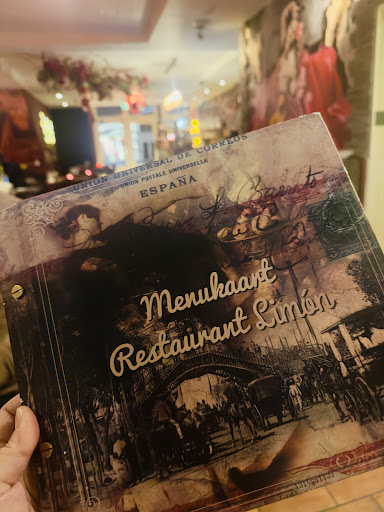 UNION UNIVERSAL DE CORREOS
UNION POSTALE UNIVERSELLE
ESPAÑA
Menukaart
Restaurant Limón